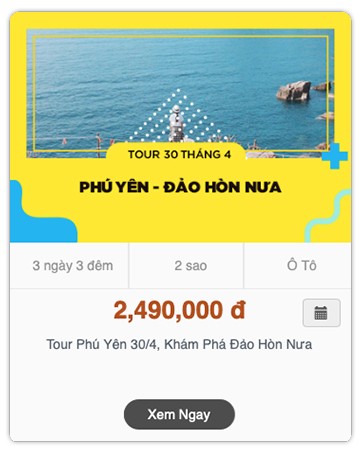 TOUR 30 THÁNG 4
PHÚ YÊN - ĐẢO HÒN NƯA
3 ngày 3 đêm
2 sao
Ô Tô
2,490,000 đ
Tour Phú Yên 30/4, Khám Phá Đảo Hòn Nưa
Xem Ngay